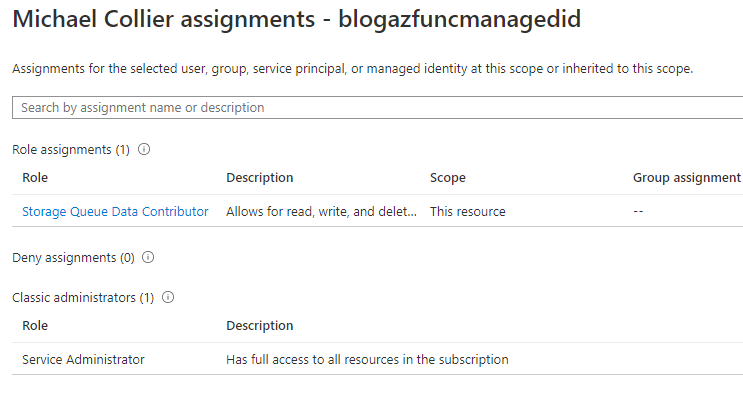 Michael Collier assignments - blogazfuncmanagedid
Assignments for the selected user, group, service principal, or managed identity at this scope or inherited to this scope.
Search by assignment name or description
Role assignments (1)
Role Description Scope Group assignment
Storage Queue Data Contributor Allows for read, write, and delet... This resource --
Deny assignments (0)
Classic administrators (1)
Role Description
Service Administrator Has full access to all resources in the subscription